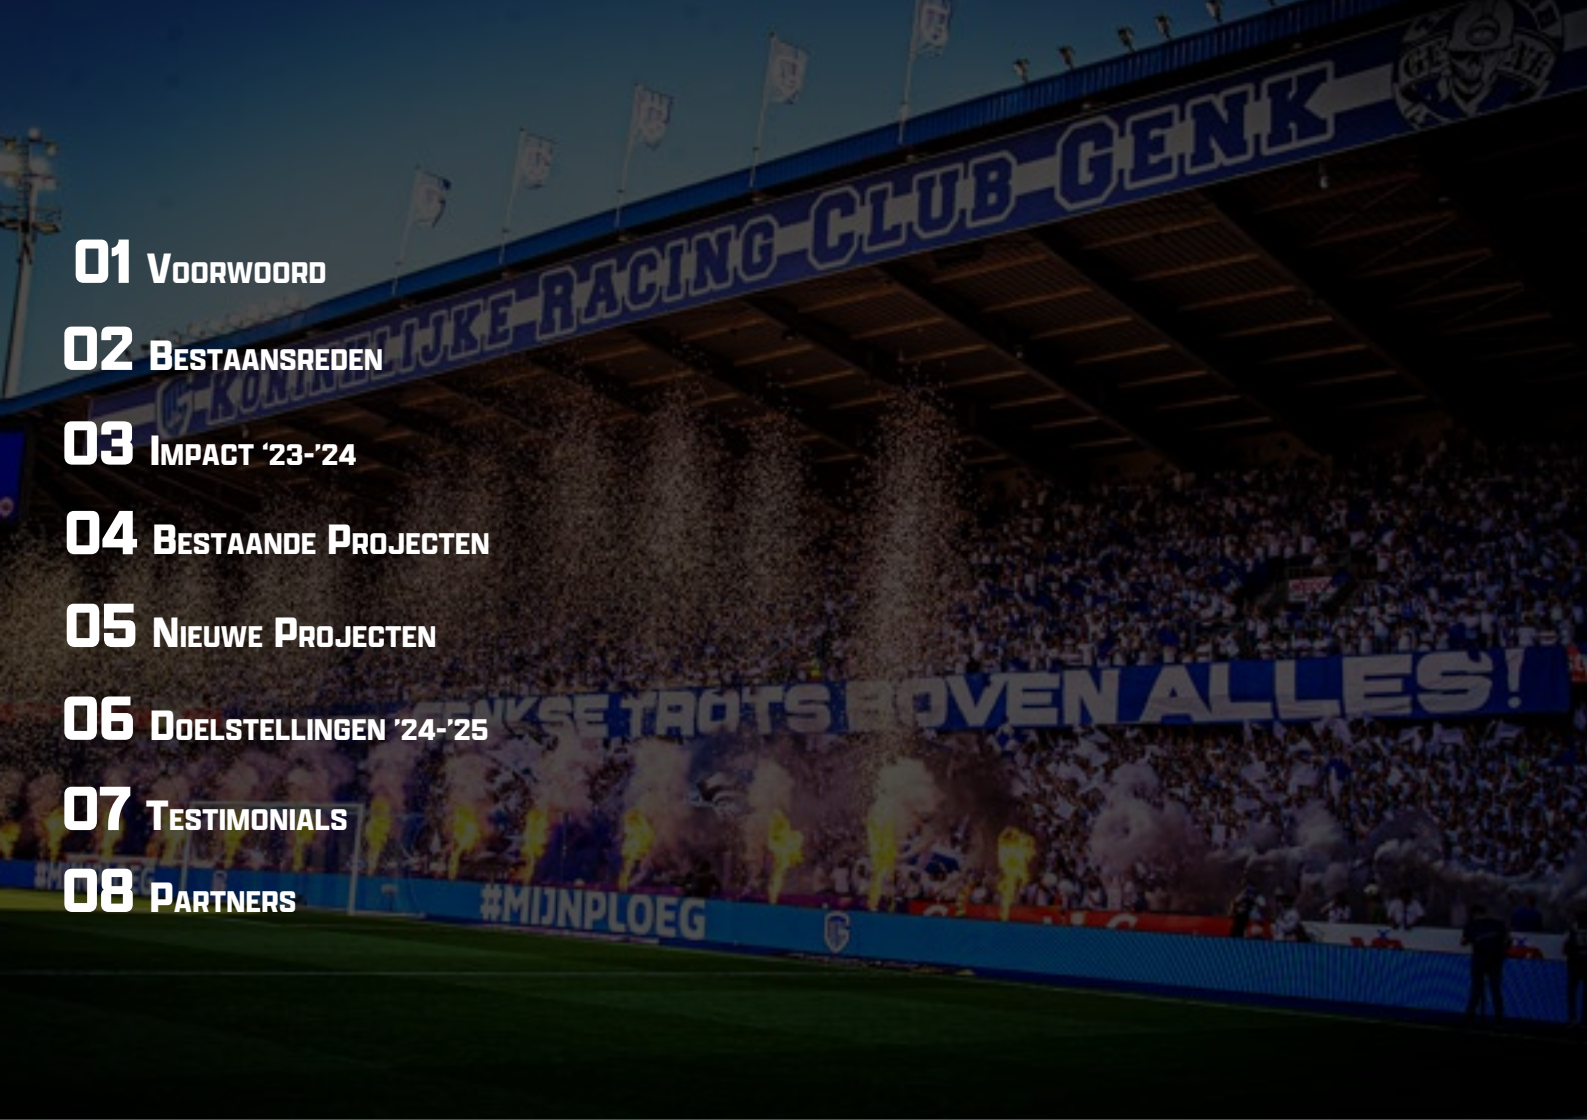 Koninklijke Racing Club Genk
01 Voorwoord
02 Bestaansreden
03 Impact ‘23-’24
04 Bestaande Projecten
05 Nieuwe Projecten
06 Doelstellingen ’24-’25
GENKSE TROTS BOVEN ALLES!
07 Testimonials
08 Partners
#MIJNPLOEG
#MIJNPLOEG